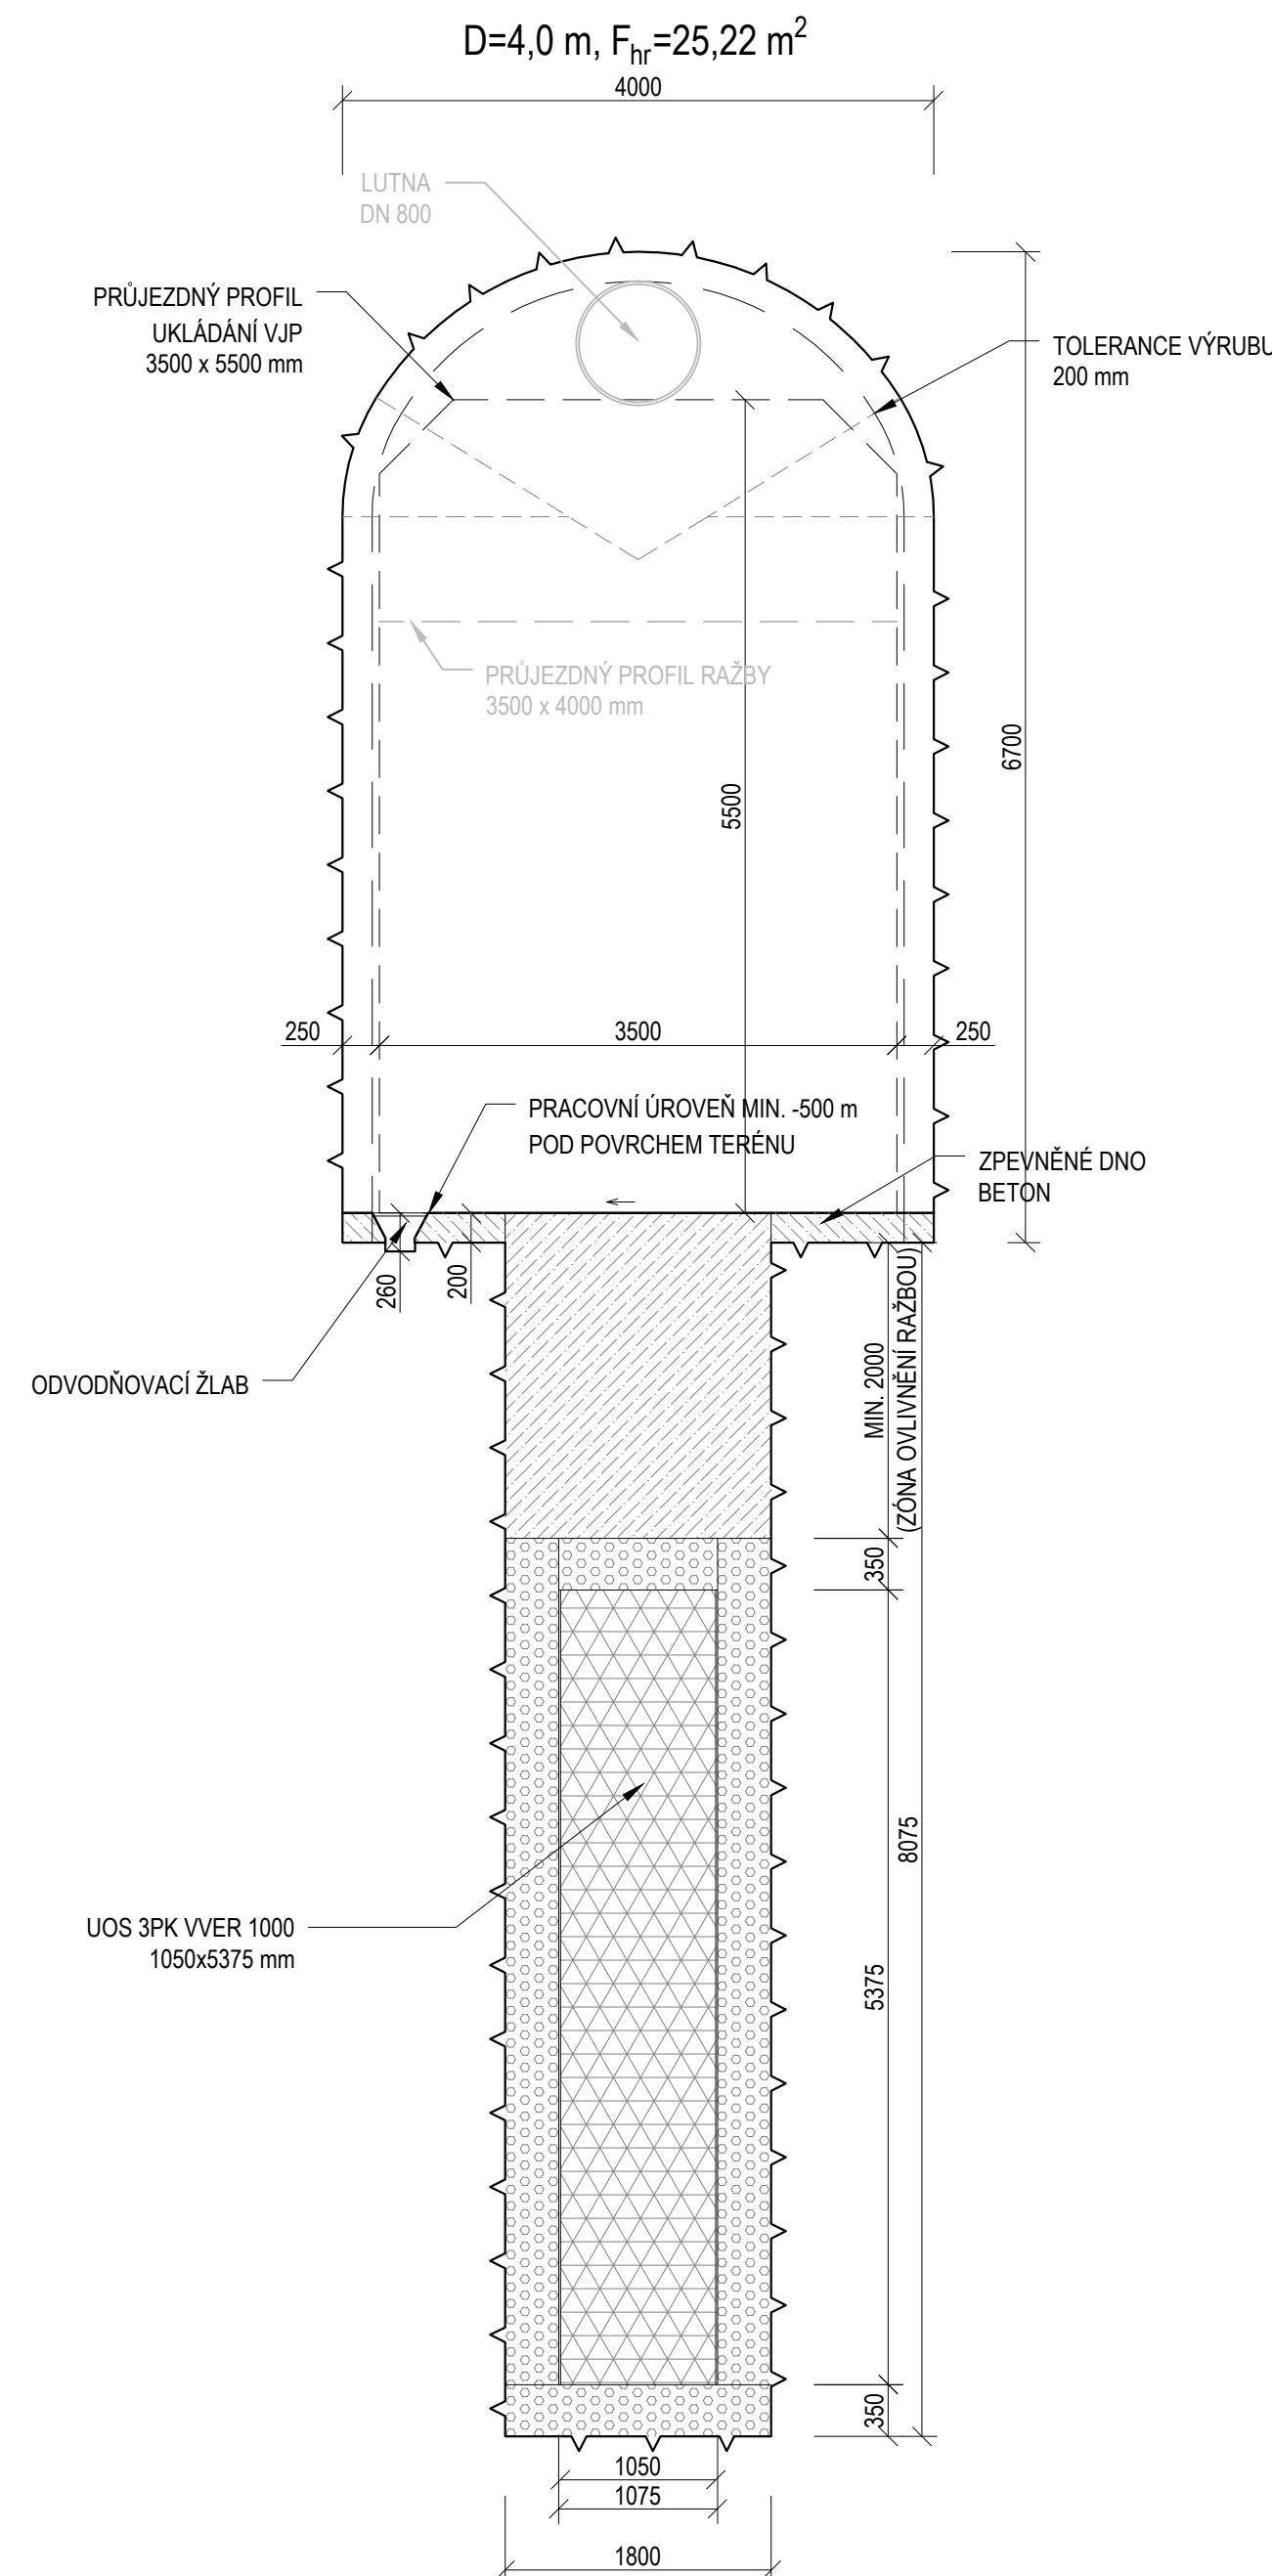 D=4,0 m, Fhr=25,22 m²
4000
LUTNA
DN 800
PRŮJEZDNÝ PROFIL
UKLÁDÁNÍ VJP
3500 x 5500 mm
TOLERANCE VÝRUBU
200 mm
PRŮJEZDNÝ PROFIL RAŽBY
3500 x 4000 mm
6700
5500
250
3500
250
PRACOVNÍ ÚROVEŇ MIN. -500 m
POD POVRCHEM TERÉNU
ZPEVNĚNÉ DNO
BETON
260
200
ODVODŇOVACÍ ŽLAB
MIN. 2000
(ZÓNA OVLIVNĚNÍ RAŽBOU)
350
8075
5375
UOS 3PK VVER 1000
1050x5375 mm
350
1050
1075
1800